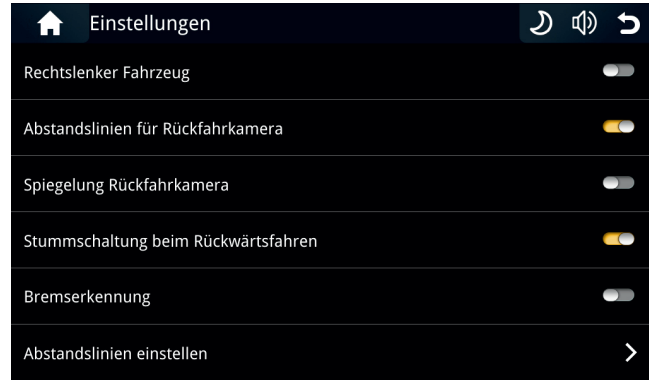 Einstellungen
Rechtslenker Fahrzeug
Abstandslinien für Rückfahrkamera
Spiegelung Rückfahrkamera
Stummschaltung beim Rückwärtsfahren
Bremserkennung
Abstandslinien einstellen